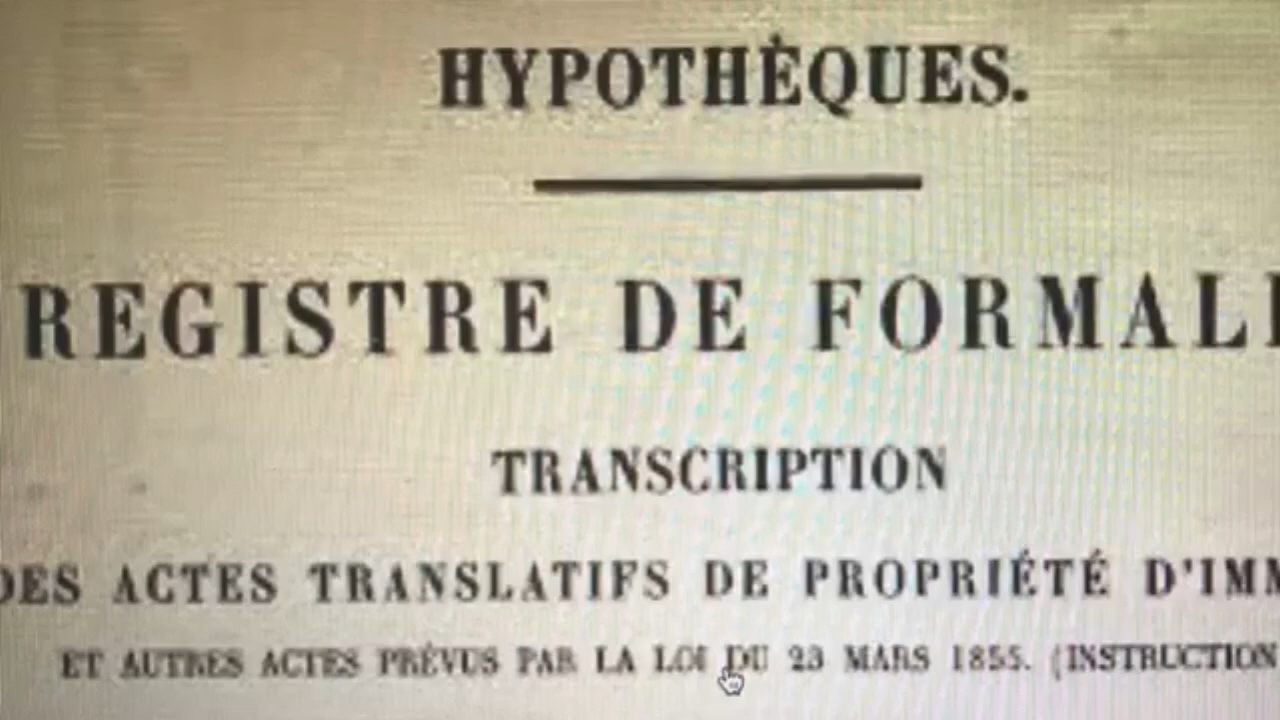 HYPOTHÈQUES.
REGISTRE DE FORMALI
TRANSCRIPTION
DES ACTES TRANSLATIFS DE PROPRIÉTÉ D'IMM
ET AUTRES ACTES PRÉVUS PAR LA LOI DU 23 MARS 1855. (INSTRUCTION